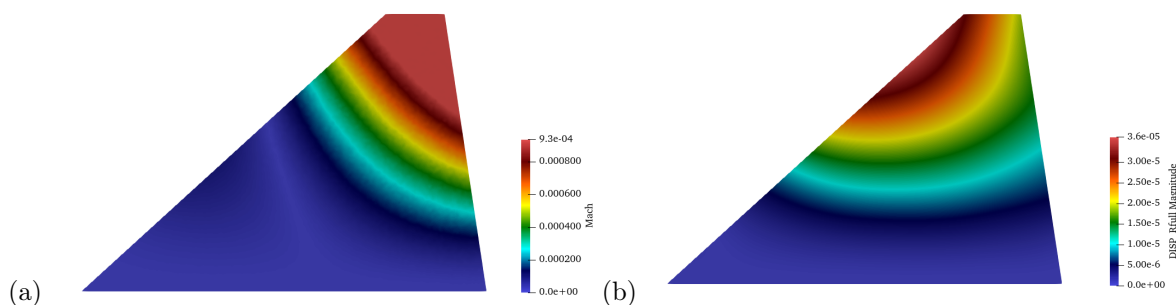 9.3e-04
0.000800
0.000600
0.000400
0.000200
0.0e+00
Mach
(a)
3.6e-05
3.00e-5
2.50e-5
2.00e-5
1.50e-5
1.00e-5
5.00e-6
0.0e+00
DISP_Rfull Magnitude
(b)